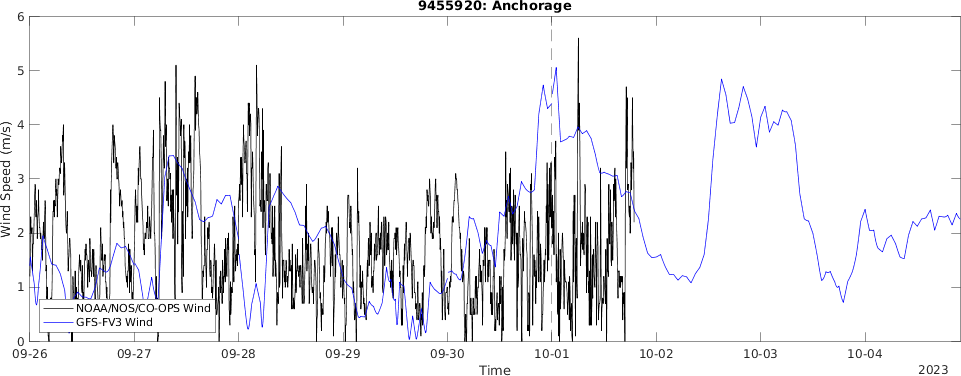 9455920: Anchorage
6
5
4
3
2
1
0
Wind Speed (m/s)
NOAA/NOS/CO-OPS Wind
GFS-FV3 Wind
09-26 09-27 09-28 09-29 09-30 10-01 10-02 10-03 10-04
Time
2023